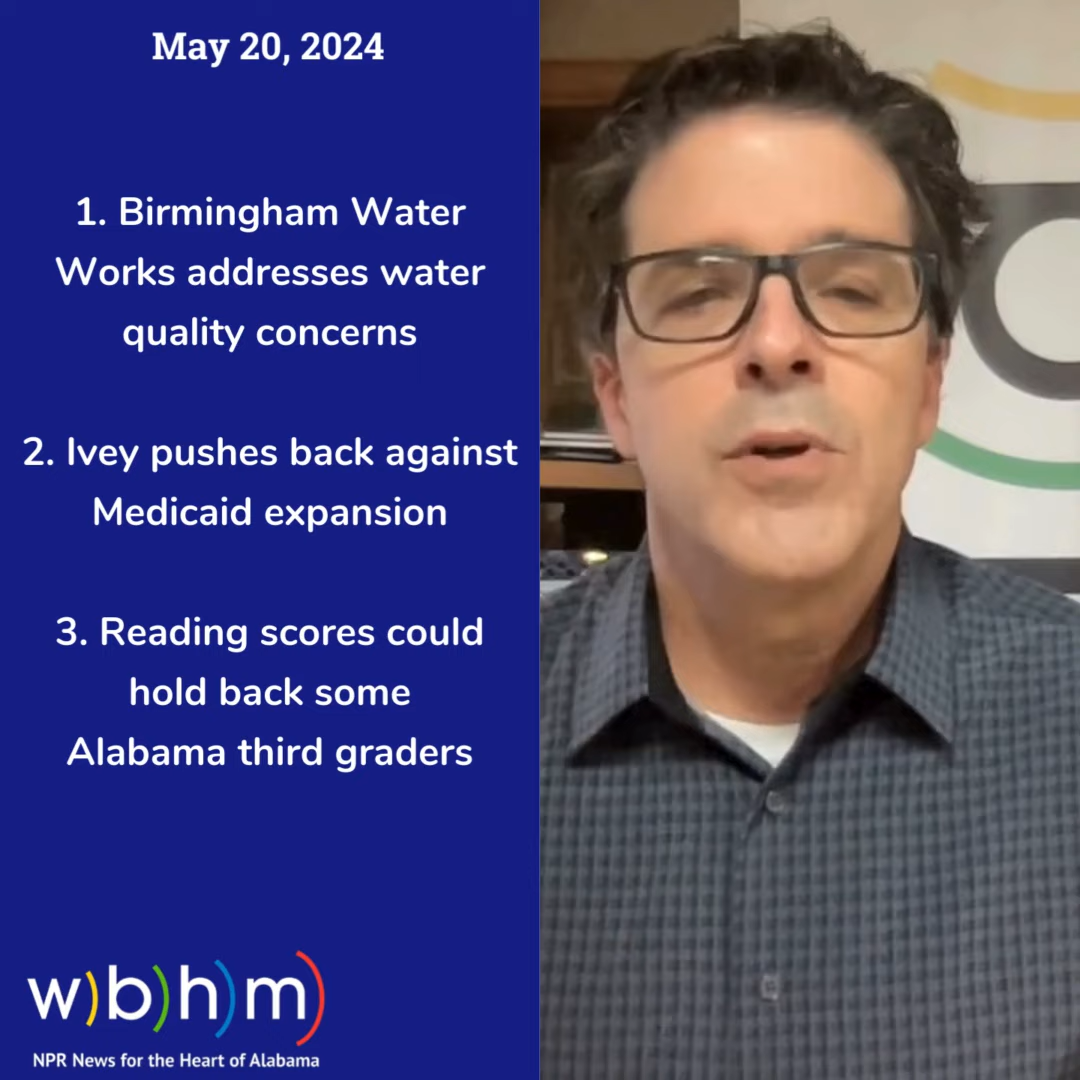 May 20, 2024
1. Birmingham Water
Works addresses water
quality concerns
2. Ivey pushes back against
Medicaid expansion
3. Reading scores could
hold back some
Alabama third graders
w)b)h)m)
NPR News for the Heart of Alabama